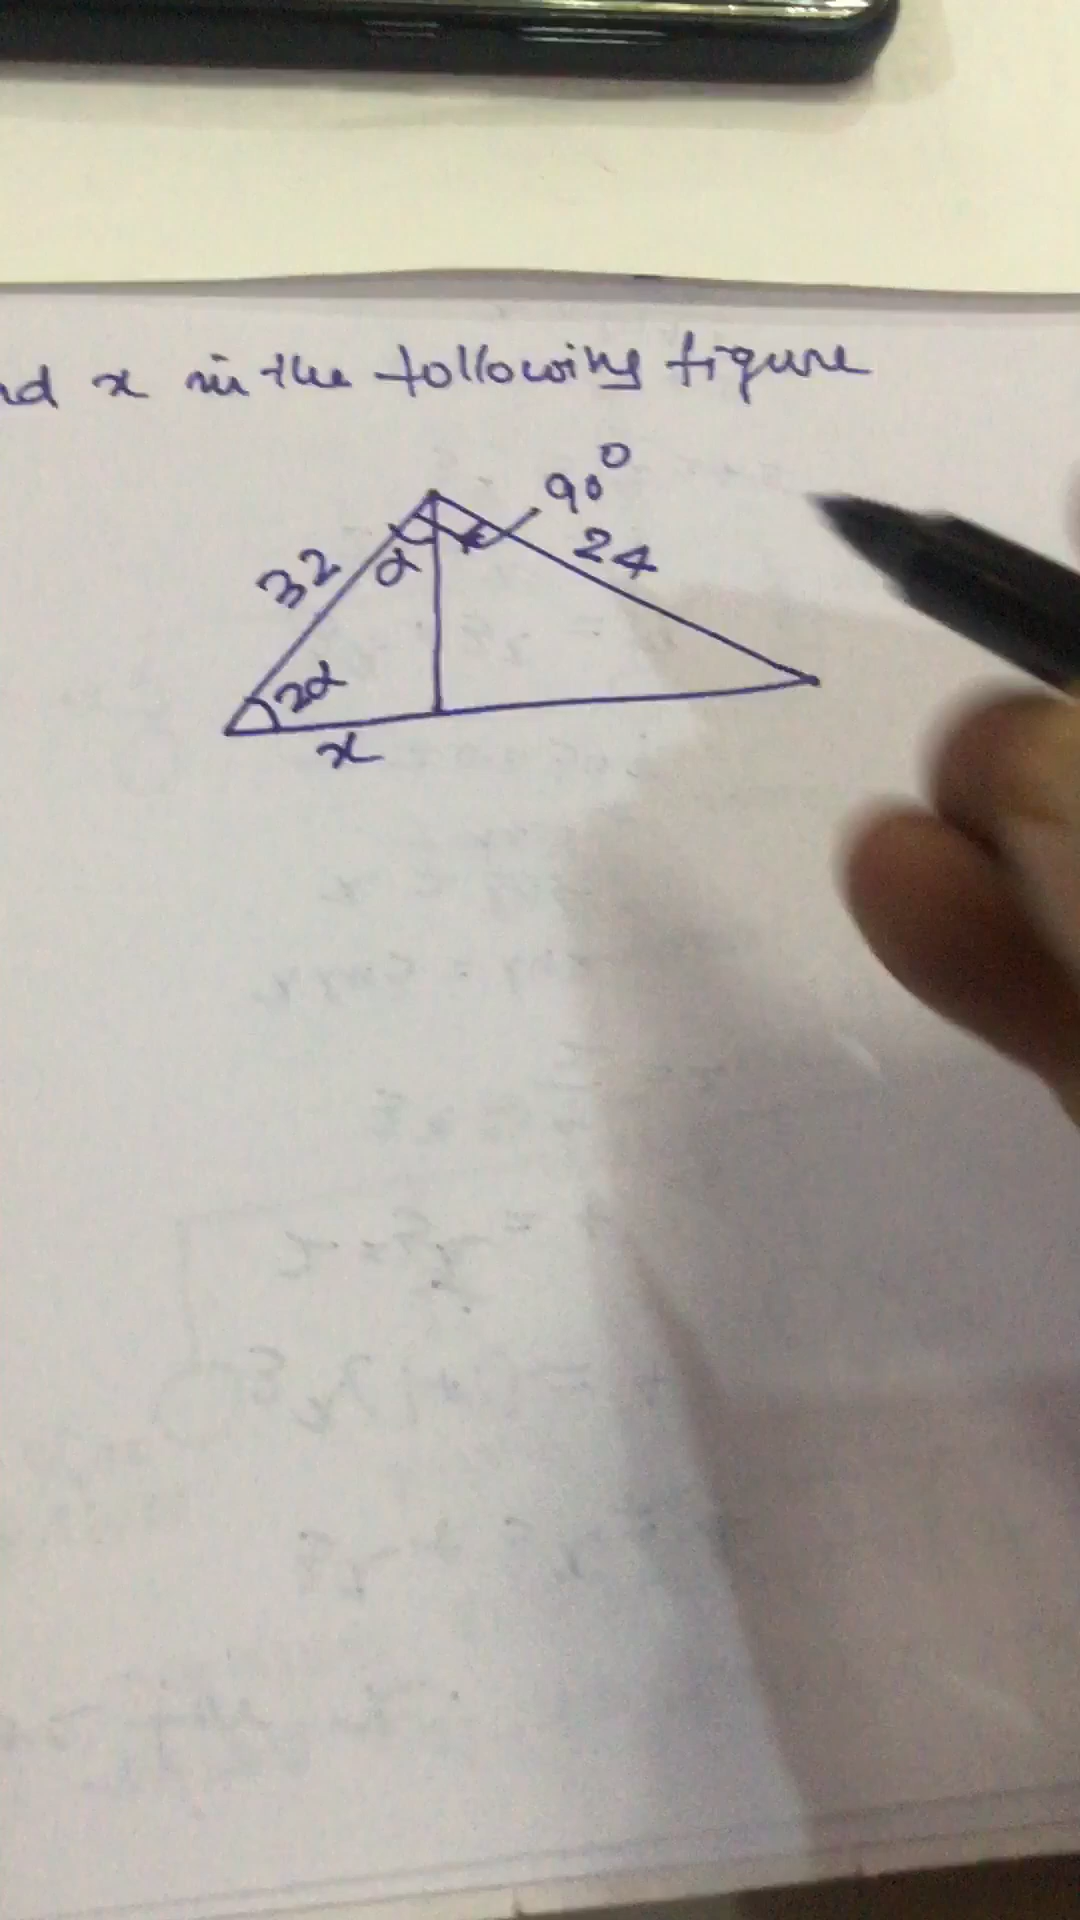 x in the following figure
90°
32
24
α
2α
x